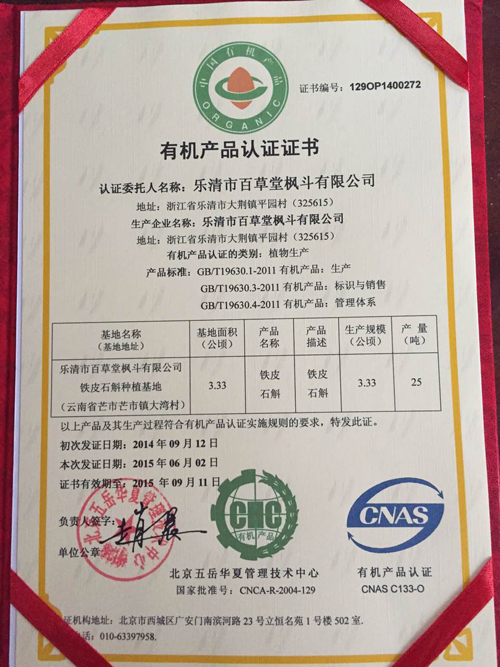 中国有机产品
ORGANIC
证书编号：129OP1400272
有机产品认证证书
认证委托人名称：乐清市百草堂枫斗有限公司
地址：浙江省乐清市大荆镇平园村（325615）
生产企业名称：乐清市百草堂枫斗有限公司
地址：浙江省乐清市大荆镇平园村（325615）
有机产品认证的类别：植物生产
产品标准：GB/T19630.1-2011 有机产品：生产
GB/T19630.3-2011 有机产品：标识与销售
GB/T19630.4-2011 有机产品：管理体系
基地名称（基地地址） 基地面积（公顷） 产品名称 产品描述 生产规模（公顷） 产 量（吨）
乐清市百草堂枫斗有限公司
铁皮石斛种植基地 3.33 铁皮石斛 铁皮石斛 3.33 25
（云南省芒市芒市镇大湾村）
以上产品及其生产过程符合有机产品认证实施规则的要求，特发此证。
初次发证日期：2014 年 09 月 12 日
本次发证日期：2015 年 06 月 02 日
证书有效期至：2015 年 09 月 11 日
负责人签字：
单位公章
北京五岳华夏管理技术中心
CHC
有机产品
CNAS
北京五岳华夏管理技术中心
国家批准号：CNCA-R-2004-129
有机产品认证
CNAS C133-O
证机构地址：北京市西城区广安门南滨河路 23 号立恒名苑 1 号楼 502 室.
电话：010-63397958.